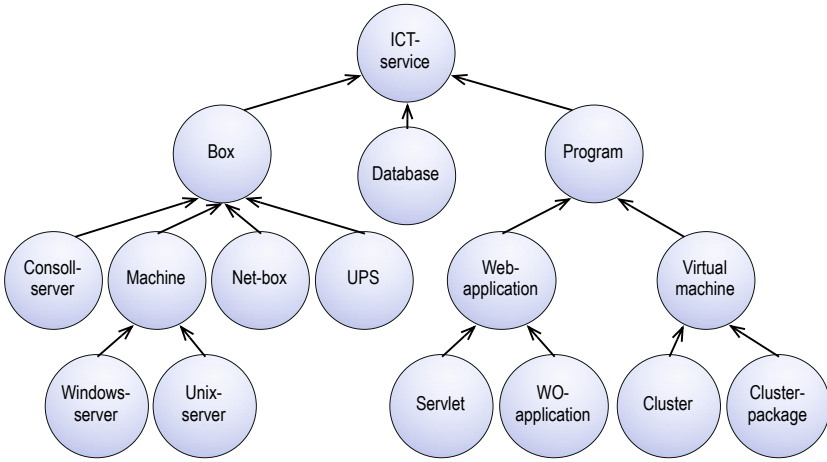 ICT-
service
Box
Database
Program
Consoll-
server
Machine
Net-box
UPS
Web-
application
Virtual
machine
Windows-
server
Unix-
server
Servlet
WO-
application
Cluster
Cluster-
package